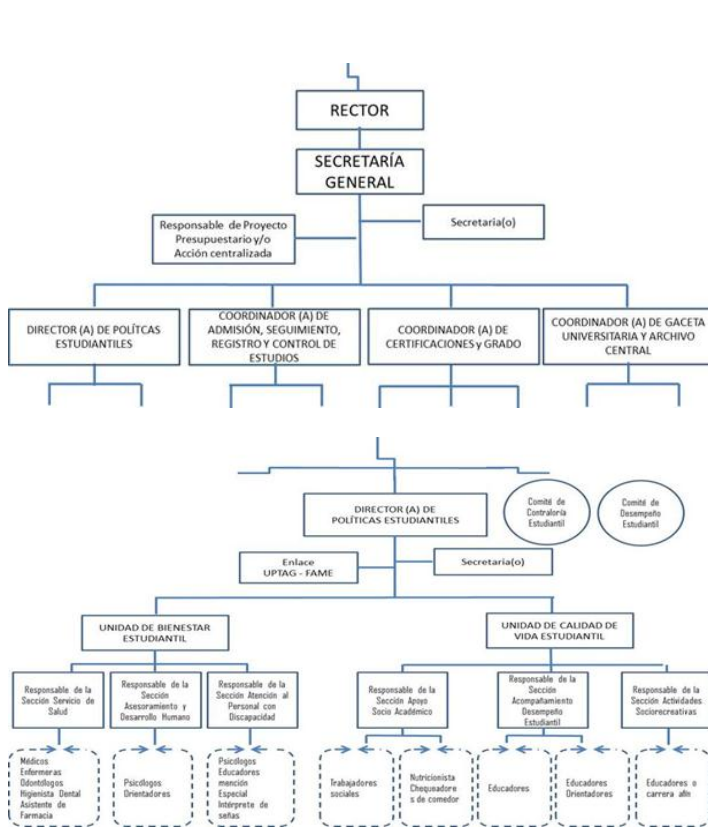 RECTOR
SECRETARÍA
GENERAL
Responsable de Proyecto
Presupuestario y/o
Acción centralizada
Secretaria(o)
DIRECTOR (A) DE POLÍTCAS
ESTUDIANTILES
COORDINADOR (A) DE
ADMISIÓN, SEGUIMIENTO,
REGISTRO Y CONTROL DE
ESTUDIOS
COORDINADOR (A) DE
CERTIFICACIONES y GRADO
COORDINADOR (A) DE GACETA
UNIVERSITARIA Y ARCHIVO
CENTRAL
DIRECTOR (A) DE
POLÍTICAS ESTUDIANTILES
Comité de
Contraloría
Estudiantil
Comité de
Desempeño
Estudiantil
Enlace
UPTAG - FAME
Secretaria(o)
UNIDAD DE BIENESTAR
ESTUDIANTIL
UNIDAD DE CALIDAD DE
VIDA ESTUDIANTIL
Responsable de la
Sección Servicio de
Salud
Responsable de la
Sección
Asesoramiento y
Desarrollo Humano
Responsable de la
Sección Atención al
Personal con
Discapacidad
Responsable de la
Sección Apoyo
Socio Académico
Responsable de la
Sección
Acompañamiento
Desempeño
Estudiantil
Responsable de la
Sección Actividades
Sociorecreativas
Médicos
Enfermeras
Odontólogos
Higienista Dental
Asistente de
Farmacia
Psicólogos
Orientadores
Psicólogos
Educadores
mención
Especial
Intérprete de
señas
Trabajadores
sociales
Nutricionista
Chequeadore
s de comedor
Educadores
Educadores
Orientadores
Educadores o
carrera afín